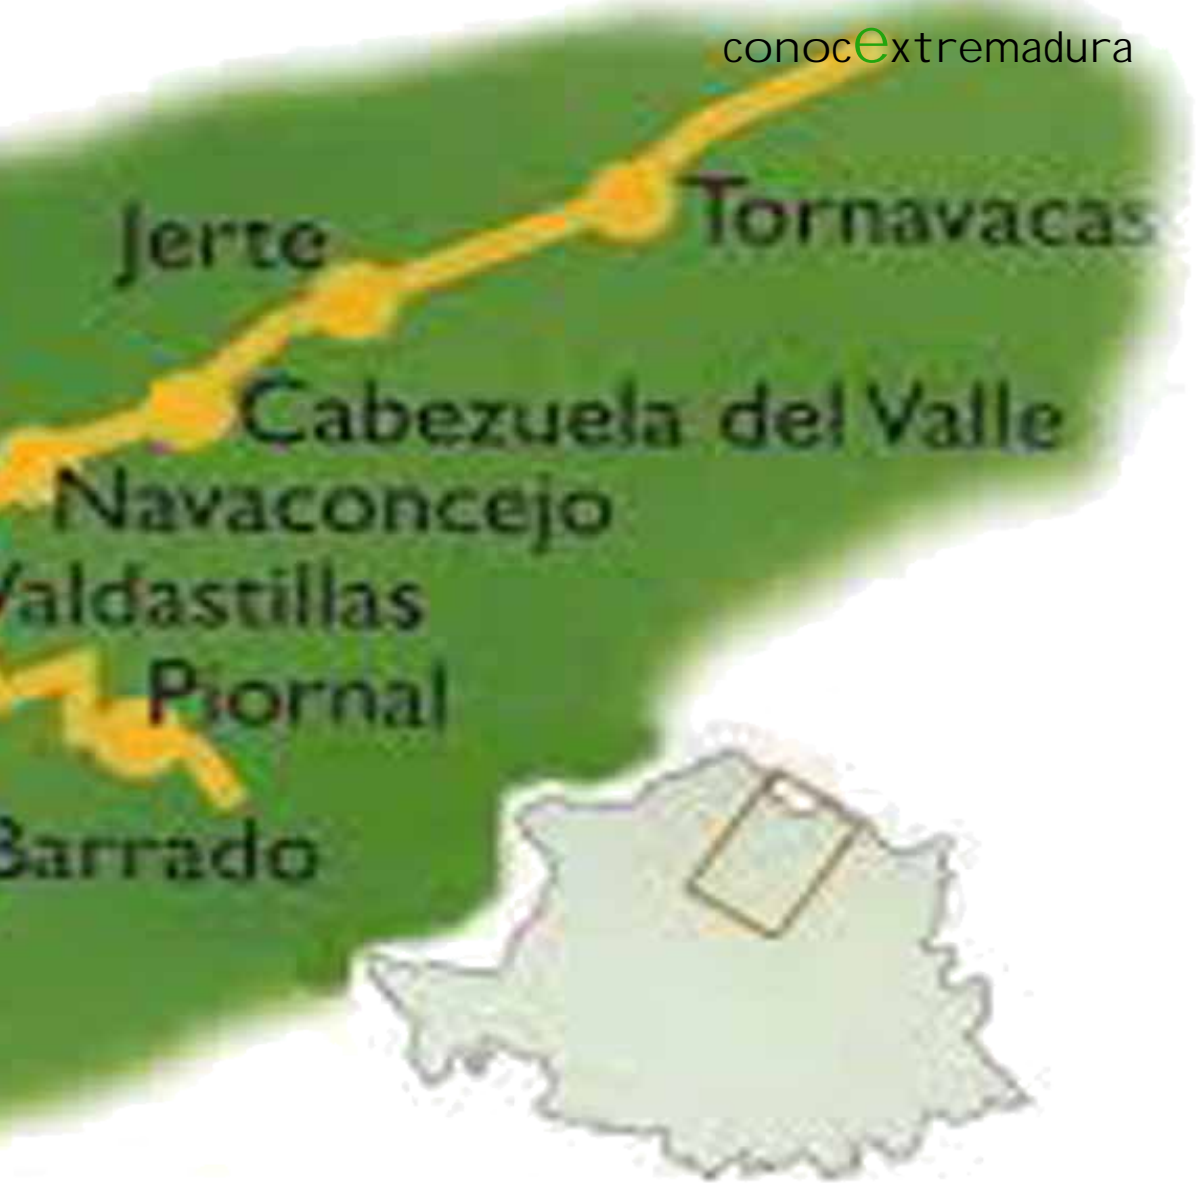 conocExtremadura
Tornavacas
Jerte
Cabezuela del Valle
Navaconcejo
Valdastillas
Piornal
Barrado